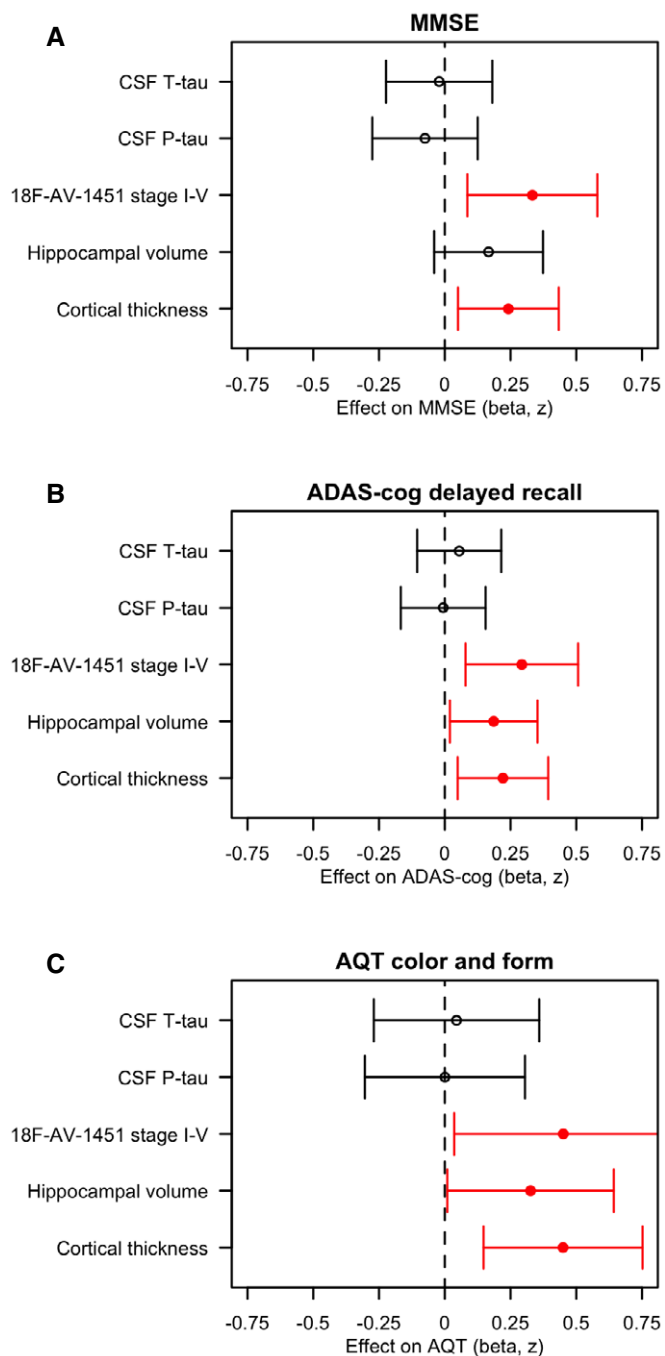 A
MMSE
CSF T-tau
CSF P-tau
18F-AV-1451 stage I-V
Hippocampal volume
Cortical thickness
-0.75 -0.5 -0.25 0 0.25 0.5 0.75
Effect on MMSE (beta, z)
B
ADAS-cog delayed recall
CSF T-tau
CSF P-tau
18F-AV-1451 stage I-V
Hippocampal volume
Cortical thickness
-0.75 -0.5 -0.25 0 0.25 0.5 0.75
Effect on ADAS-cog (beta, z)
C
AQT color and form
CSF T-tau
CSF P-tau
18F-AV-1451 stage I-V
Hippocampal volume
Cortical thickness
-0.75 -0.5 -0.25 0 0.25 0.5 0.75
Effect on AQT (beta, z)